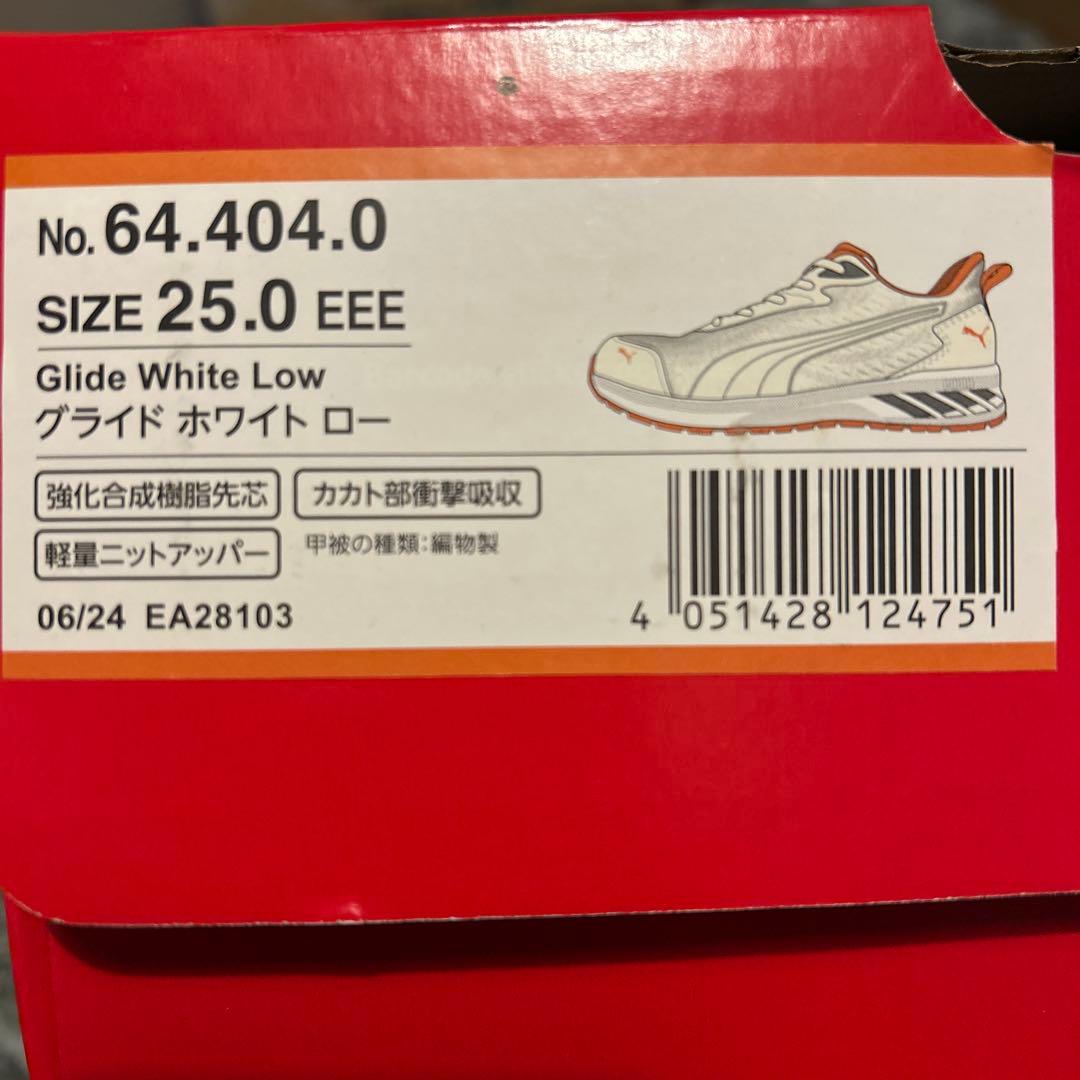 No. 64.404.0
SIZE 25.0 EEE
Glide White Low
グライド ホワイト ロー
強化合成樹脂先芯 カカト部衝撃吸収
軽量ニットアッパー 甲被の種類:編物製
06/24 EA28103
4 051428 124751